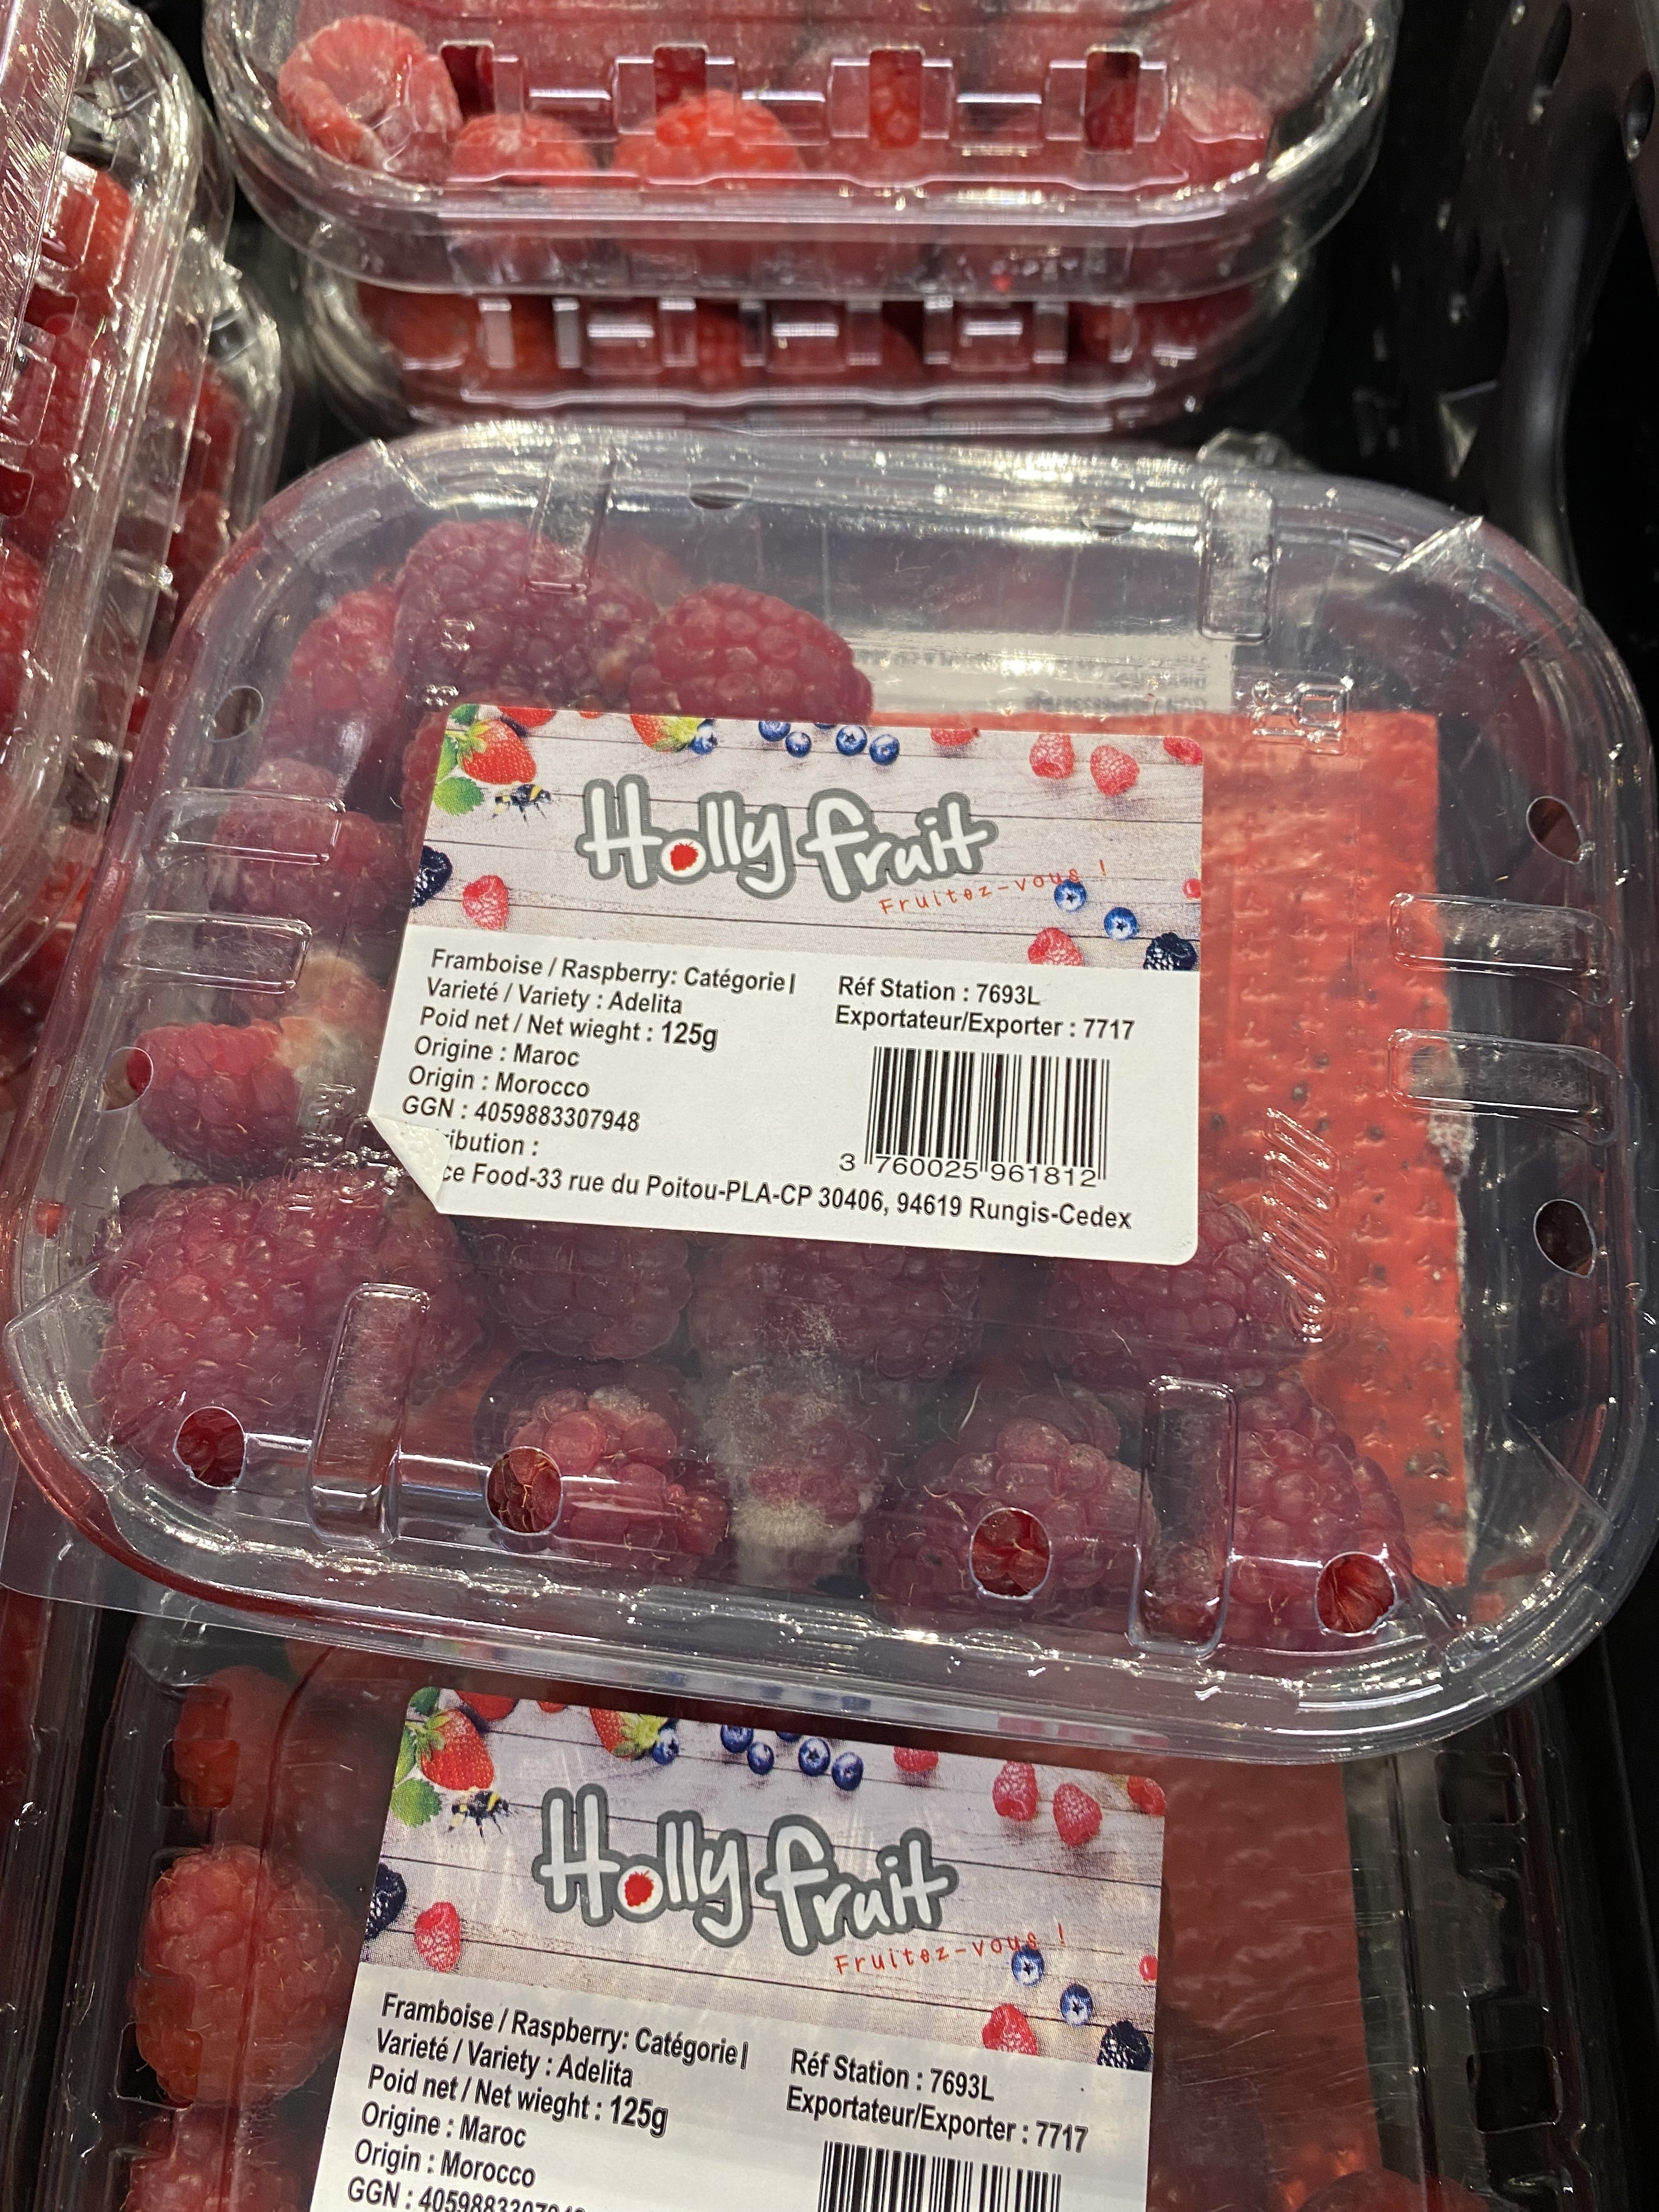 Holly fruit
Fruitez-vous !
Framboise / Raspberry: Catégorie I
Varieté / Variety : Adelita
Poid net / Net wieght : 125g
Origine : Maroc
Origin : Morocco
GGN : 4059883307948
ribution :
ce Food-33 rue du Poitou-PLA-CP 30406, 94619 Rungis-Cedex
Réf Station : 7693L
Exportateur/Exporter : 7717
3 760025 961812
Holly fruit
Fruitez-vous !
Framboise / Raspberry: Catégorie I
Varieté / Variety : Adelita
Poid net / Net wieght : 125g
Origine : Maroc
Origin : Morocco
GGN :
Réf Station : 7693L
Exportateur/Exporter : 7717